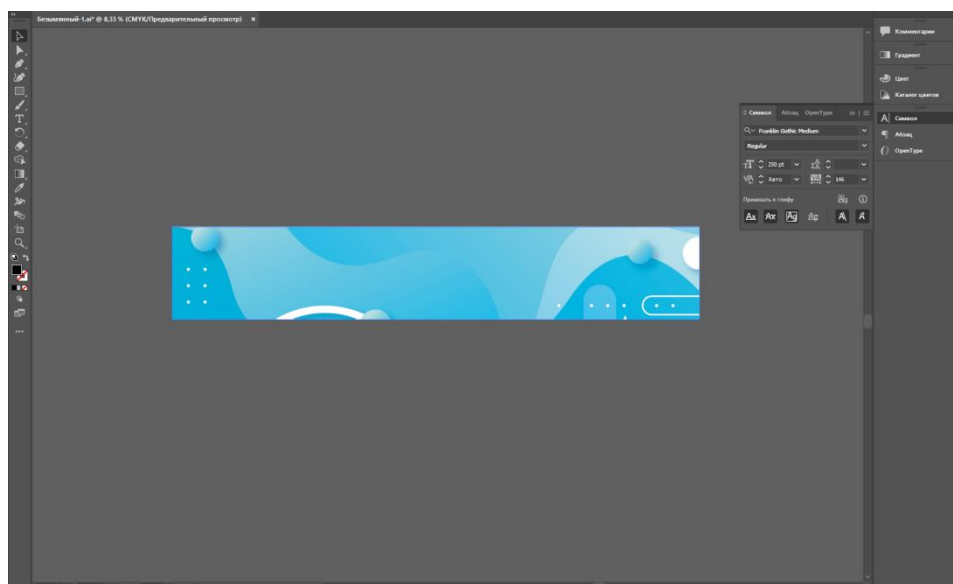 Безымянный-1.ai* @ 8,33 % (CMYK/Предварительный просмотр) ×
Комментарии
Градиент
Цвет
Каталог цветов
Символ
Абзац
OpenType
Символ Абзац OpenType
Franklin Gothic Medium
Regular
250 pt
Авто 146
Привязать к глифу